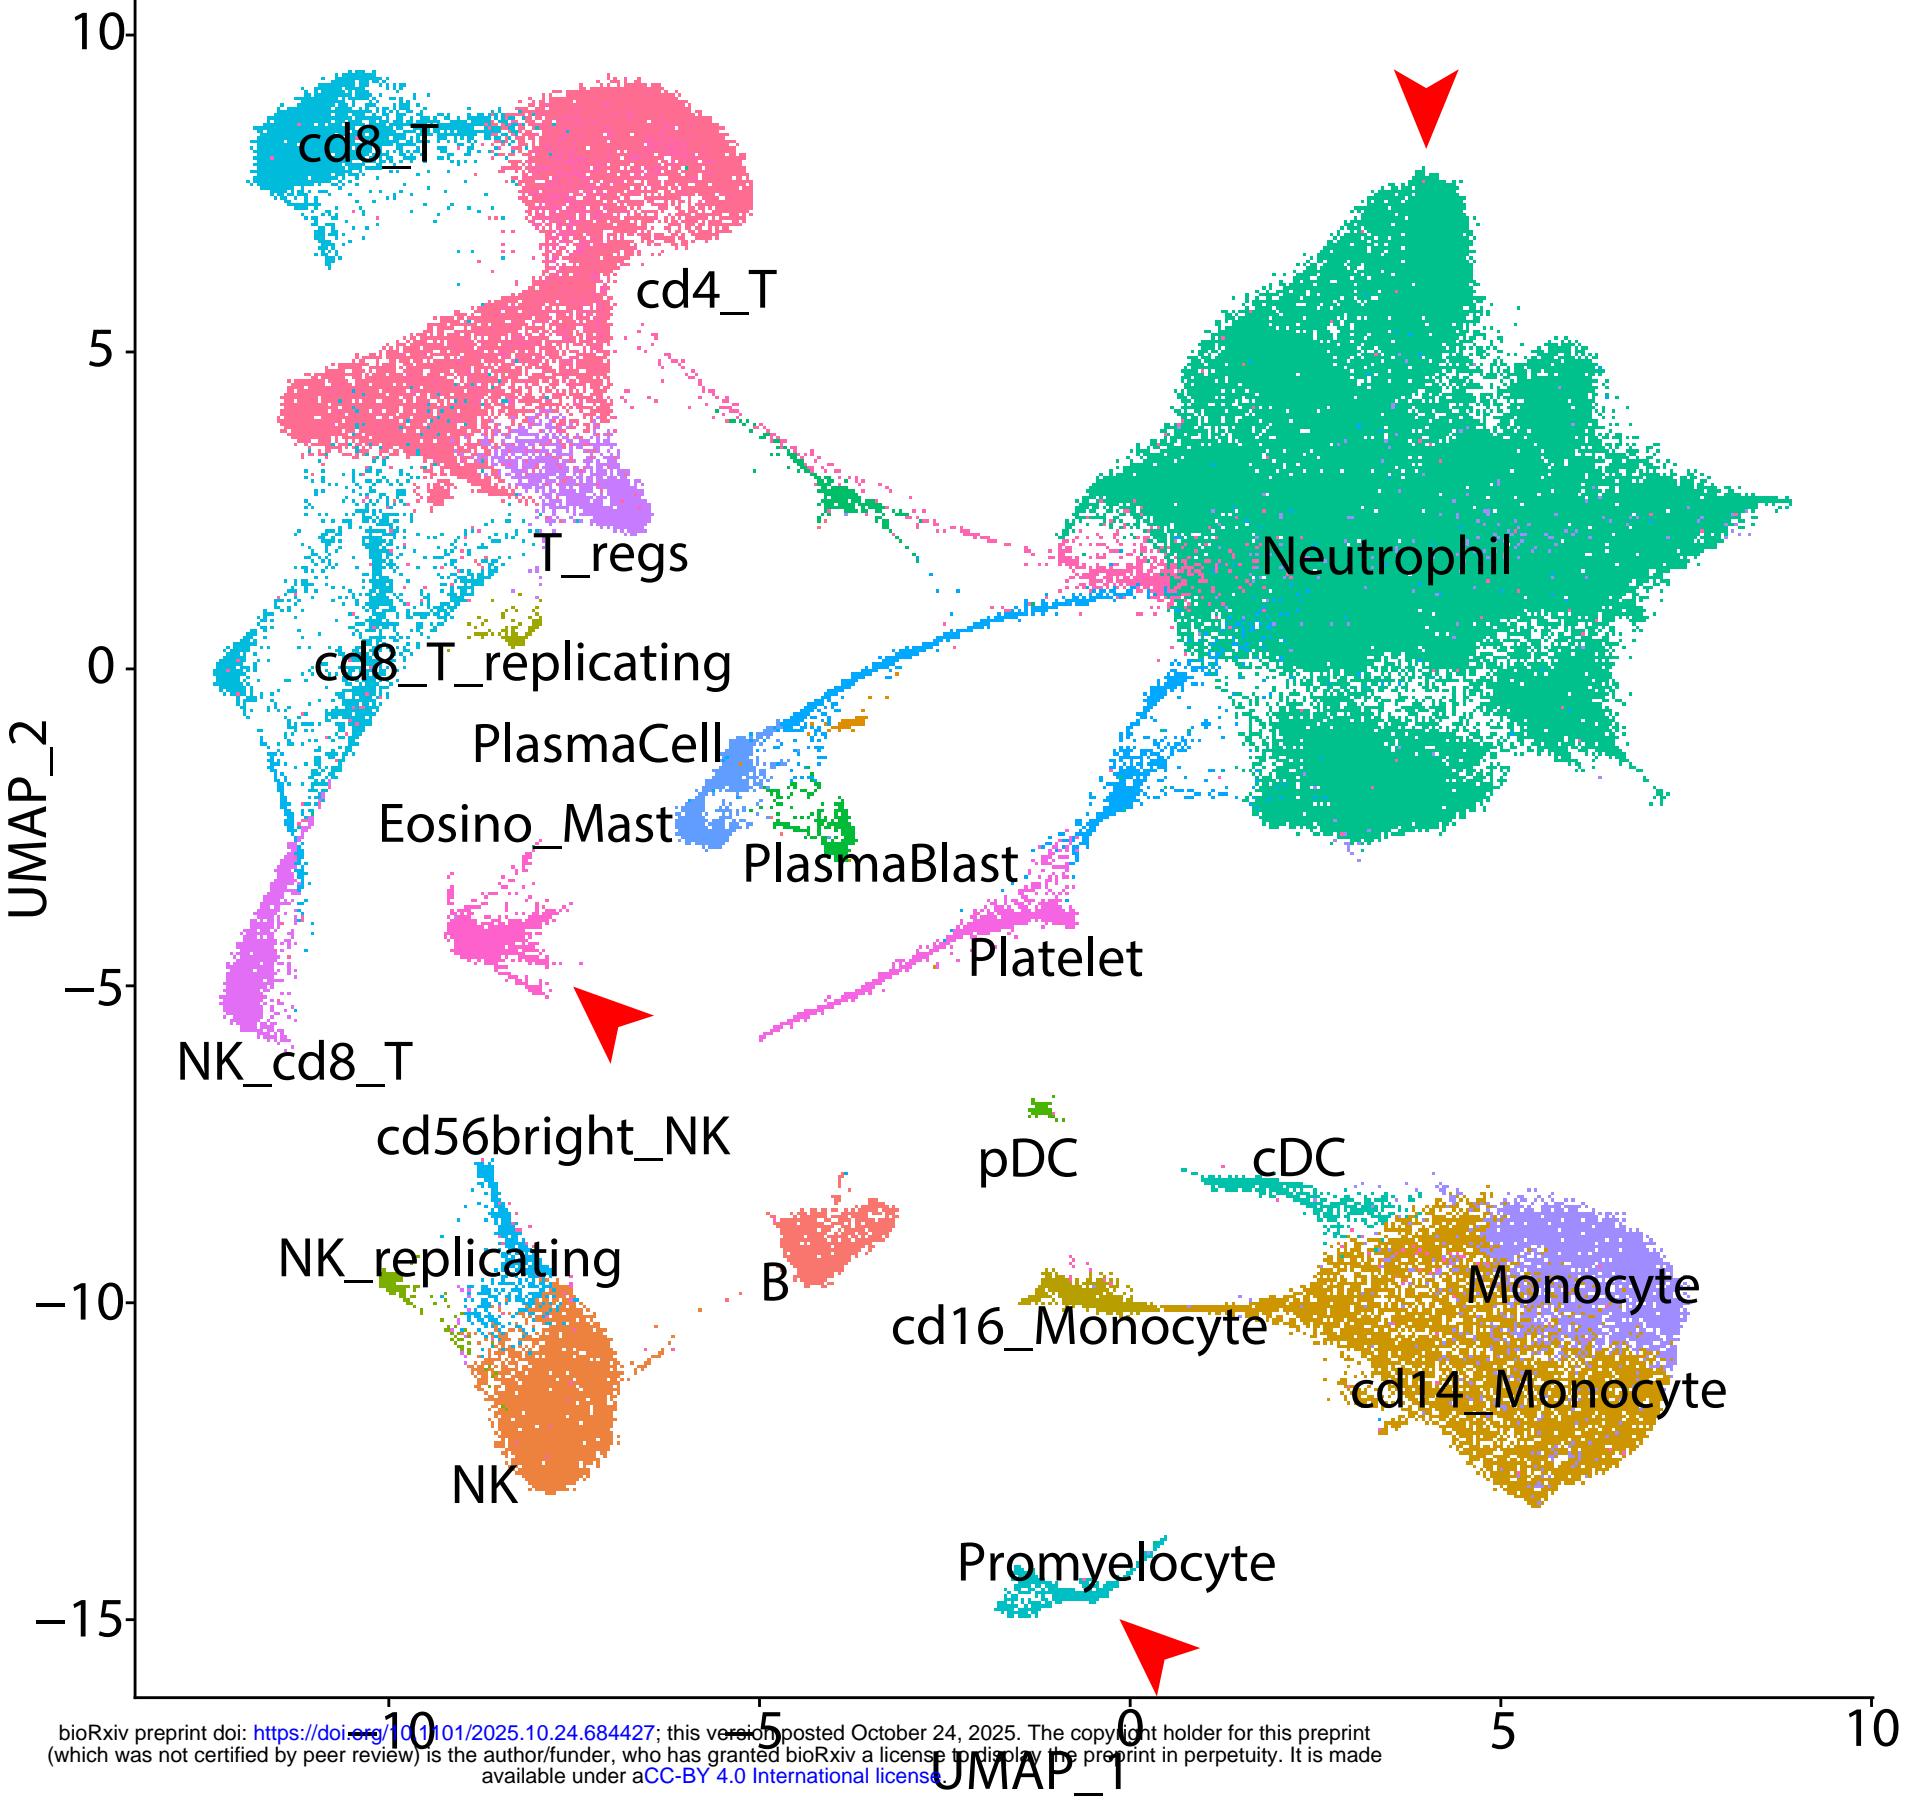 10
cd8_T
cd4_T
5
Neutrophil
T_regs
0
cd8_T_replicating
PlasmaCell
UMAP_2
Eosino_Mast
PlasmaBlast
Platelet
−5
NK_cd8_T
cd56bright_NK
pDC
cDC
NK_replicating
B
Monocyte
−10
cd16_Monocyte
cd14_Monocyte
NK
Promyelocyte
−15
−10
−5
0
5
10
UMAP_1
bioRxiv preprint doi: https://doi.org/10.1101/2025.10.24.684427; this version posted October 24, 2025. The copyright holder for this preprint
(which was not certified by peer review) is the author/funder, who has granted bioRxiv a license to display the preprint in perpetuity. It is made
available under aCC-BY 4.0 International license.